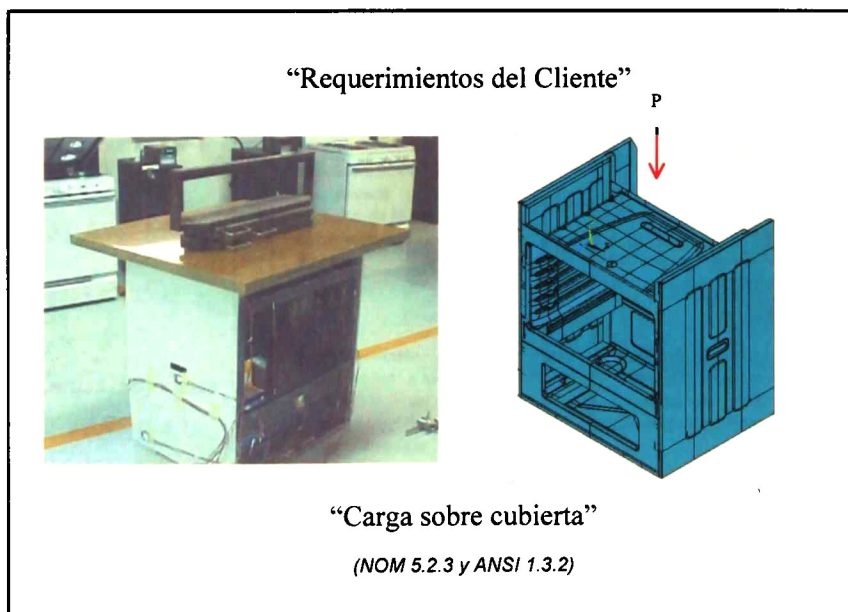 “Requerimientos del Cliente”
P
“Carga sobre cubierta”
(NOM 5.2.3 y ANSI 1.3.2)